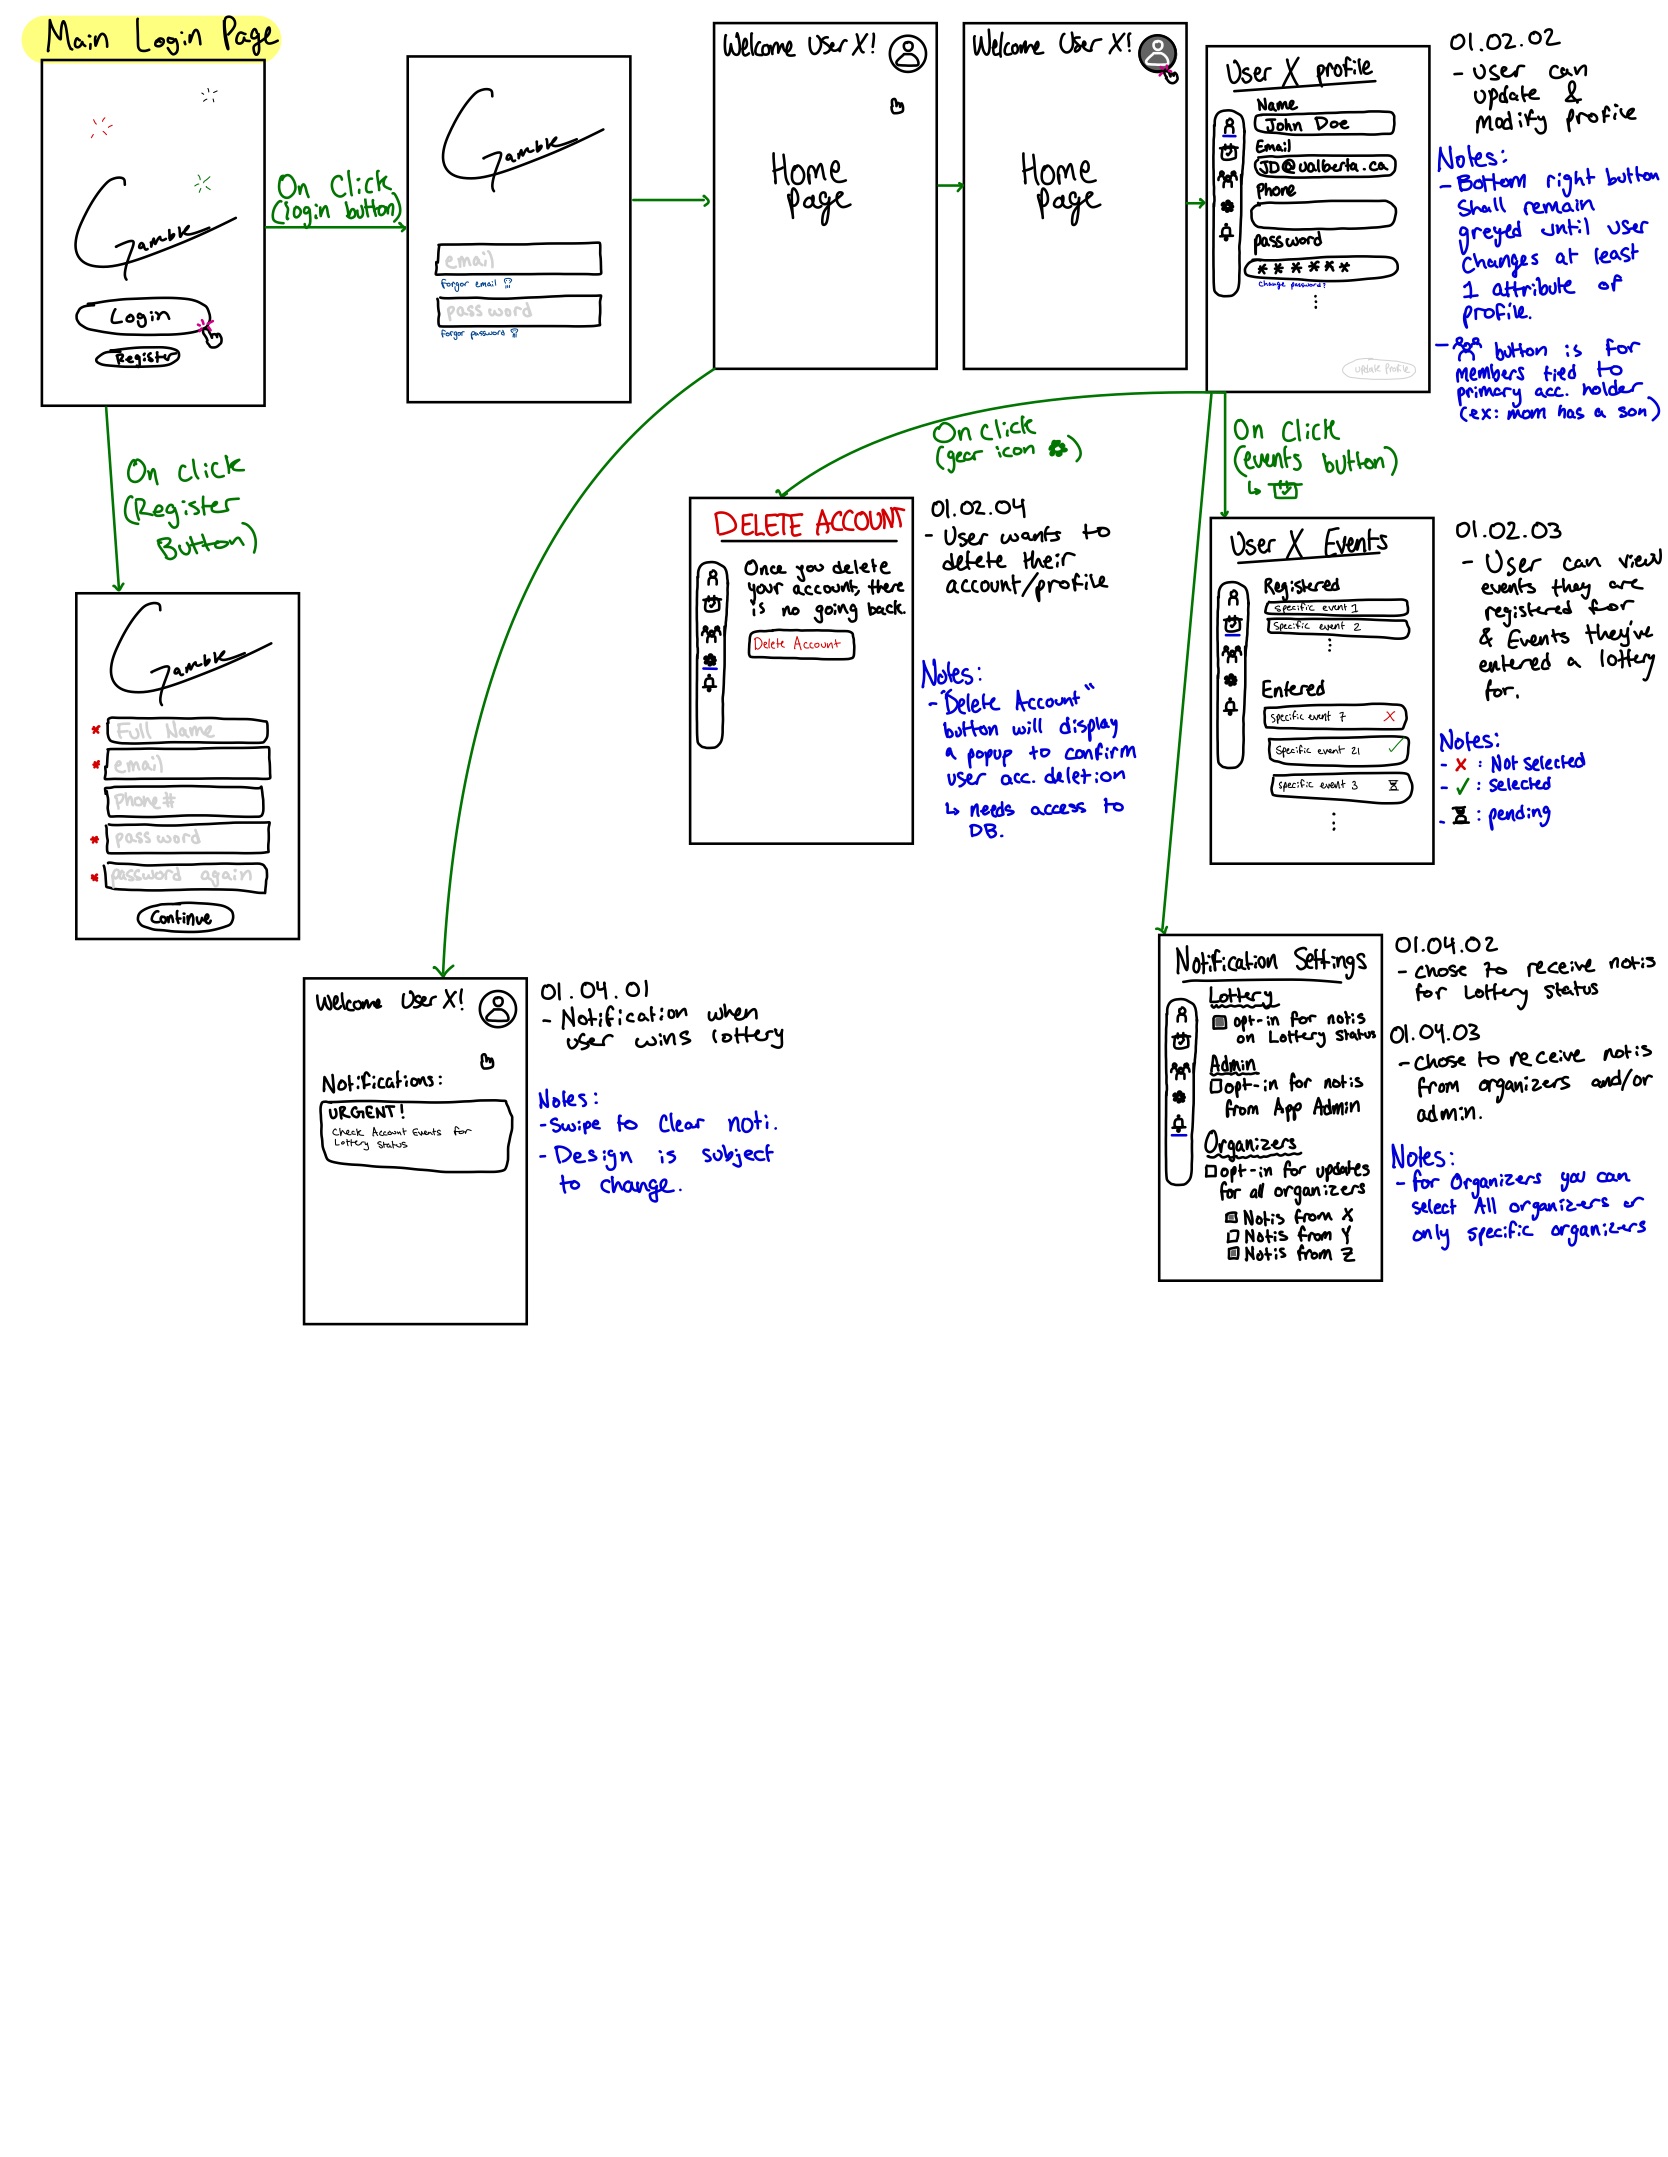 Main Login Page
Gamble
Login
Register
On Click
(login button)
Gamble
email
forgor email
password
forgor password
Welcome User X!
Home
Page
Welcome User X!
Home
Page
User X profile
Name
John Doe
Email
JD@ualberta.ca
Phone
password
******
change password?
update profile
01.02.02
- user can
update &
Modify profile
Notes:
- Bottom right button
shall remain
greyed until user
changes at least
1 attribute of
profile.
- button is for
members tied to
primary acc. holder
(ex: mom has a son)
On click
(Register
Button)
Gamble
* Full Name
* email
Phone#
* password
* password again
Continue
On click
(gear icon)
DELETE ACCOUNT
Once you delete
your account, there
is no going back.
Delete Account
01.02.04
- User wants to
delete their
account/profile
Notes:
- "Delete Account"
button will display
a popup to confirm
user acc. deletion
↳ needs access to
DB.
On Click
(events button)
↳
User X Events
Registered
specific event 1
specific event 2
Entered
specific event 7
specific event 21
specific event 3
01.02.03
- User can view
events they are
registered for
& Events they've
entered a lottery
for.
Notes:
- x : Not selected
- ✓ : selected
- : pending
Welcome User X!
Notifications:
URGENT!
Check Account Events for
Lottery Status
01.04.01
- Notification when
user wins lottery
Notes:
- Swipe to Clear noti.
- Design is subject
to change.
Notification Settings
Lottery
opt-in for notis
on Lottery Status
Admin
opt-in for notis
from App Admin
Organizers
opt-in for updates
for all organizers
Notis from X
Notis from Y
Notis from Z
01.04.02
- chose to receive notis
for Lottery status
01.04.03
- chose to receive notis
from organizers and/or
admin.
Notes:
- for Organizers you can
select All organizers or
only specific organizers